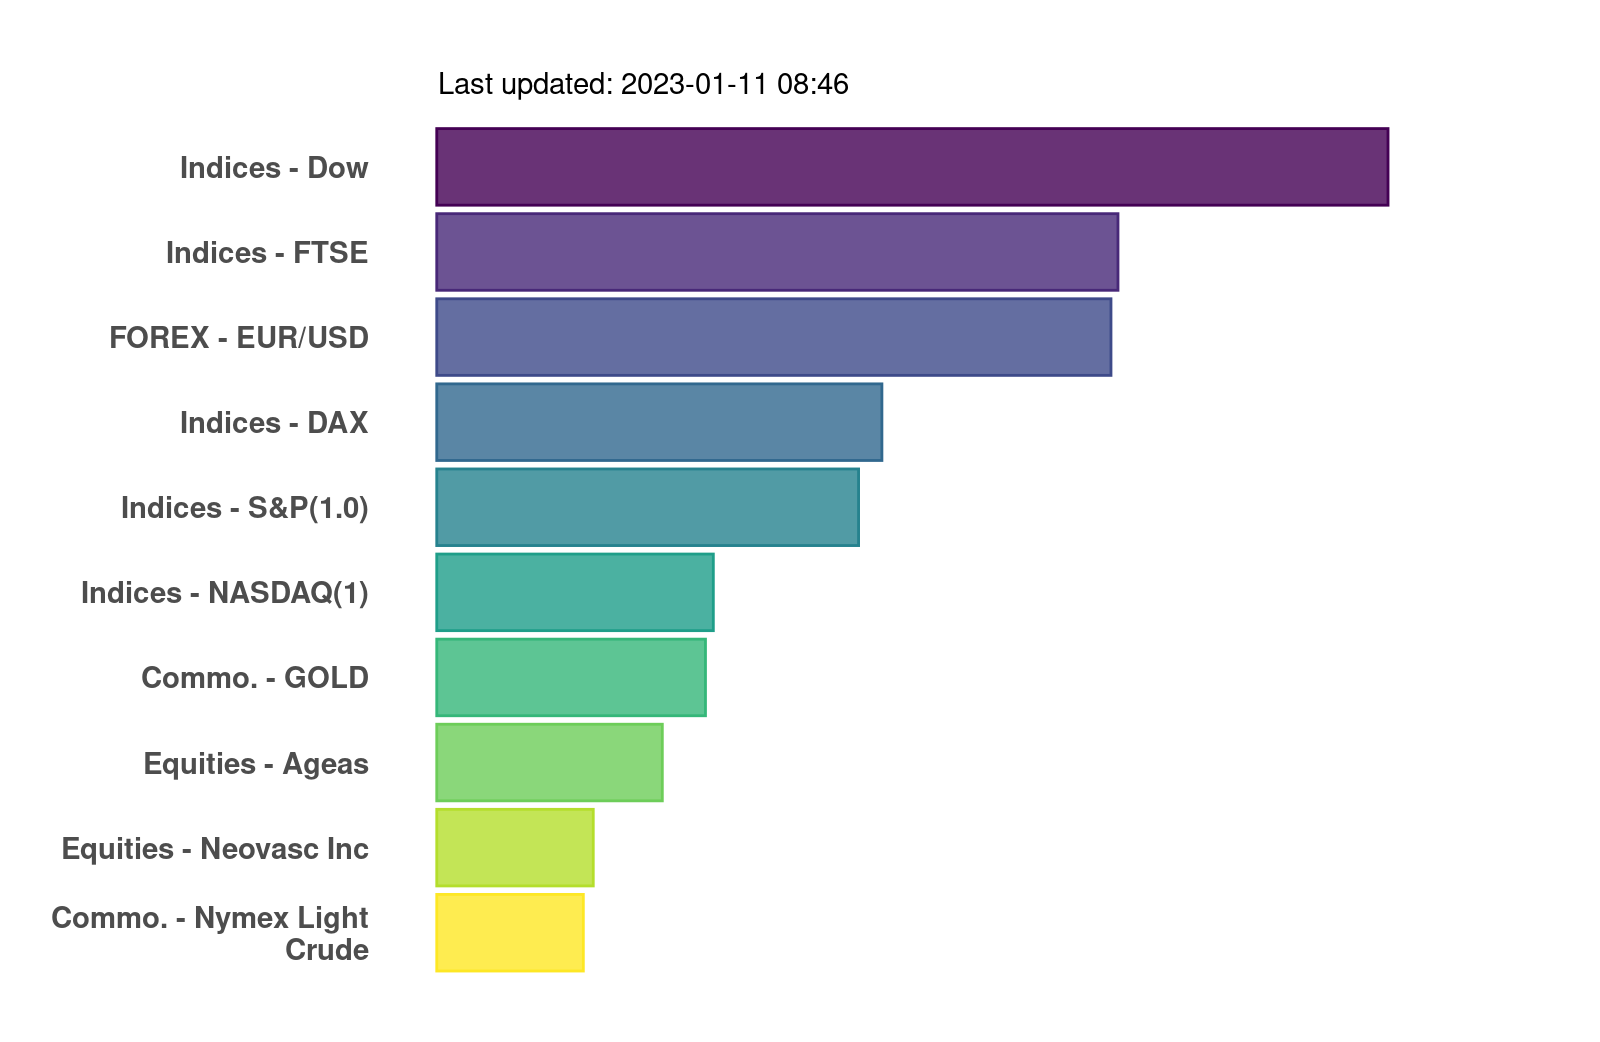 Last updated: 2023-01-11 08:46
Indices - Dow
Indices - FTSE
FOREX - EUR/USD
Indices - DAX
Indices - S&P(1.0)
Indices - NASDAQ(1)
Commo. - GOLD
Equities - Ageas
Equities - Neovasc Inc
Commo. - Nymex Light
Crude